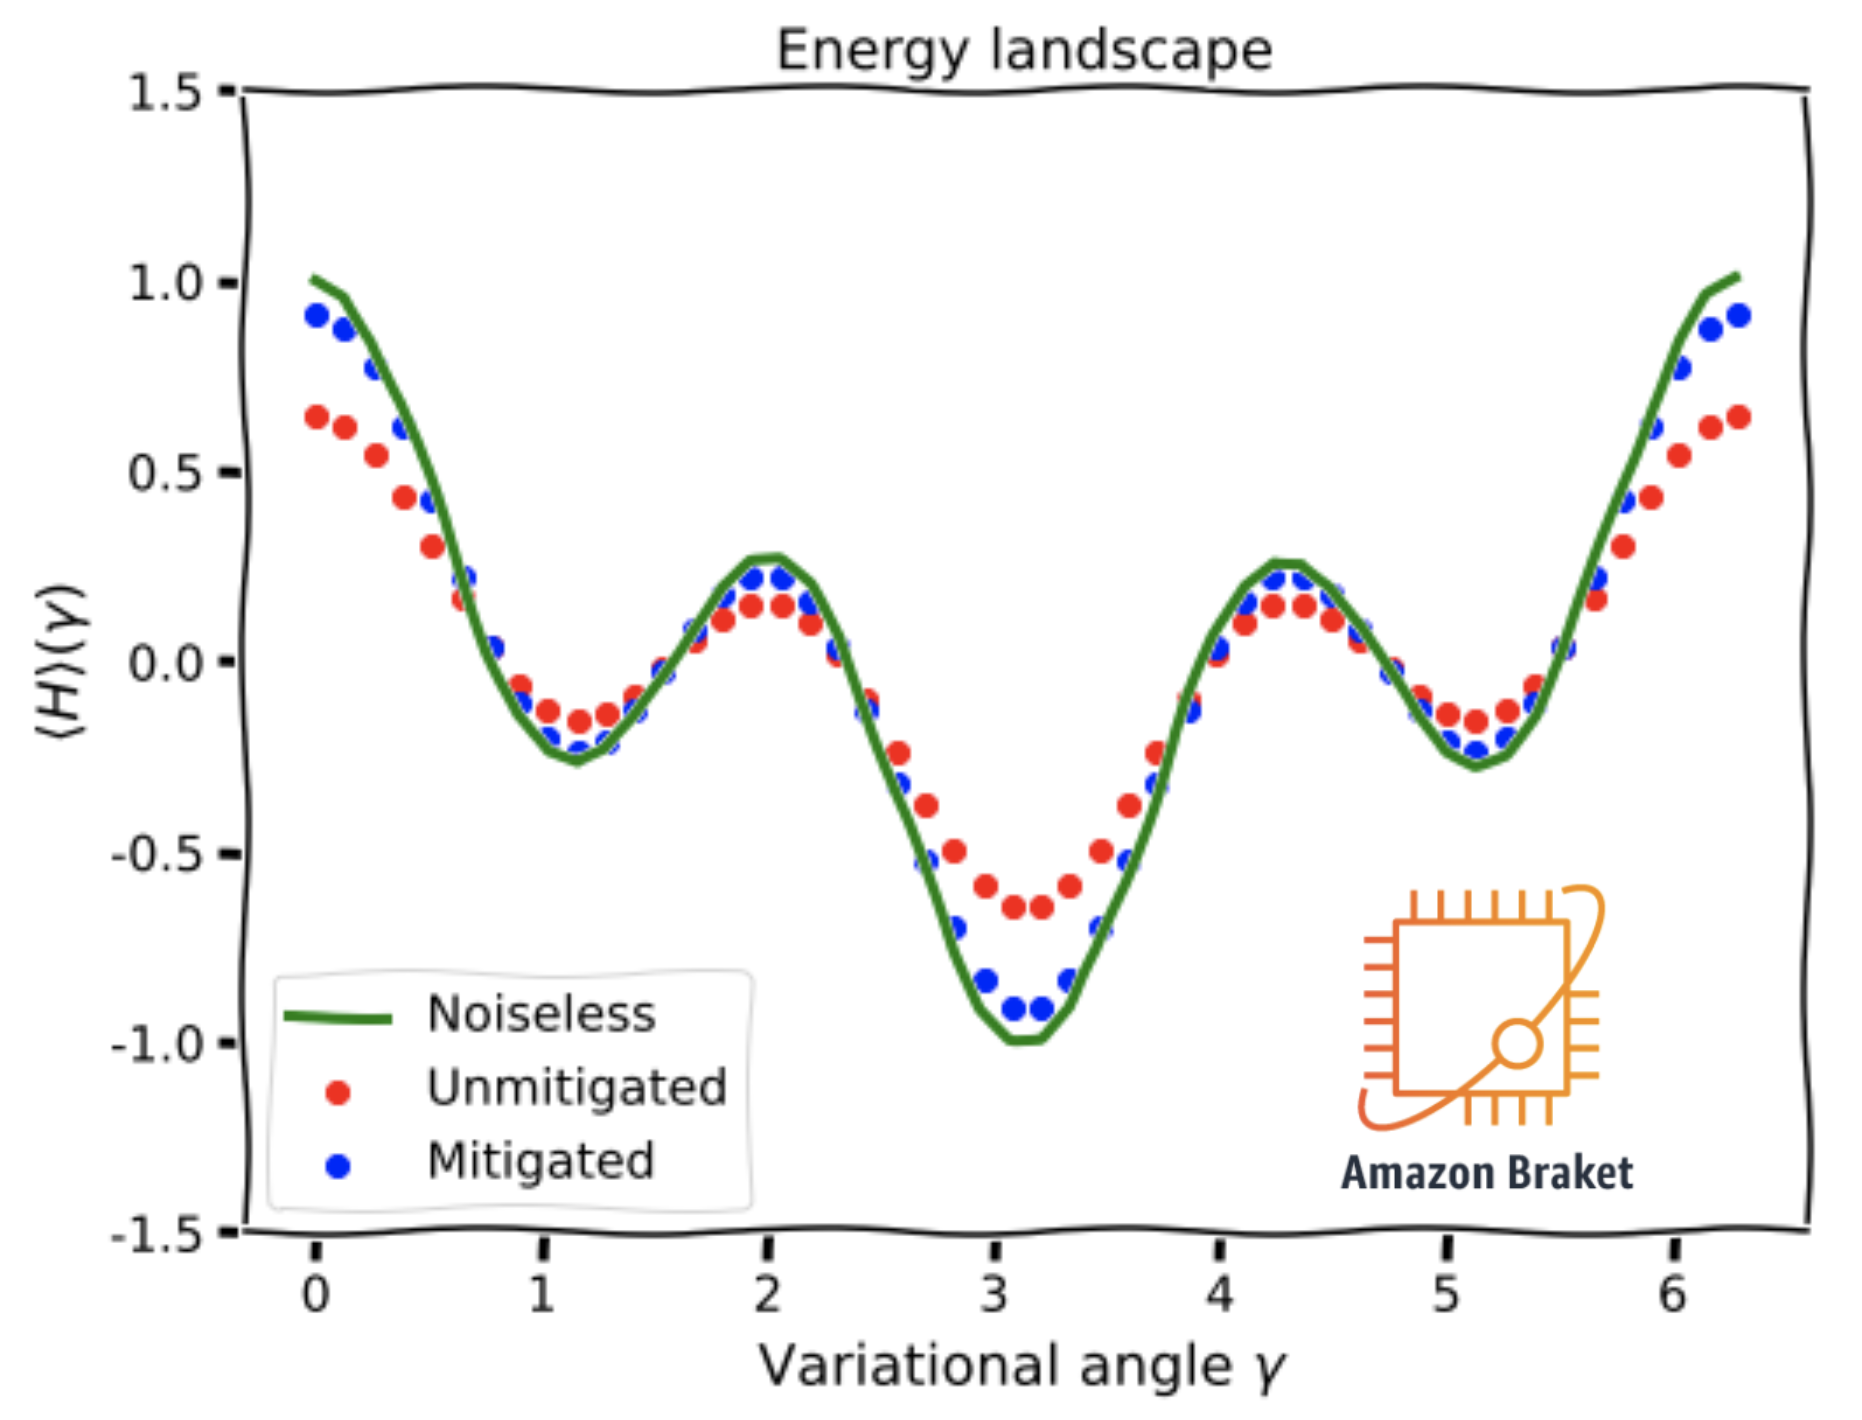 Energy landscape
1.5
1.0
0.5
0.0
-0.5
-1.0
-1.5
⟨H⟩(γ)
Noiseless
Unmitigated
Mitigated
Amazon Braket
0 1 2 3 4 5 6
Variational angle γ